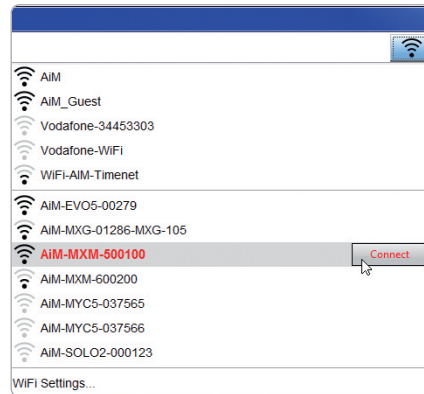 AiM
AiM_Guest
Vodafone-34453303
Vodafone-WiFi
WiFi-AIM-Timenet
AiM-EVO5-00279
AiM-MXG-01286-MXG-105
AiM-MXM-500100 Connect
AiM-MXM-600200
AiM-MYC5-037565
AiM-MYC5-037566
AiM-SOLO2-000123
WiFi Settings...